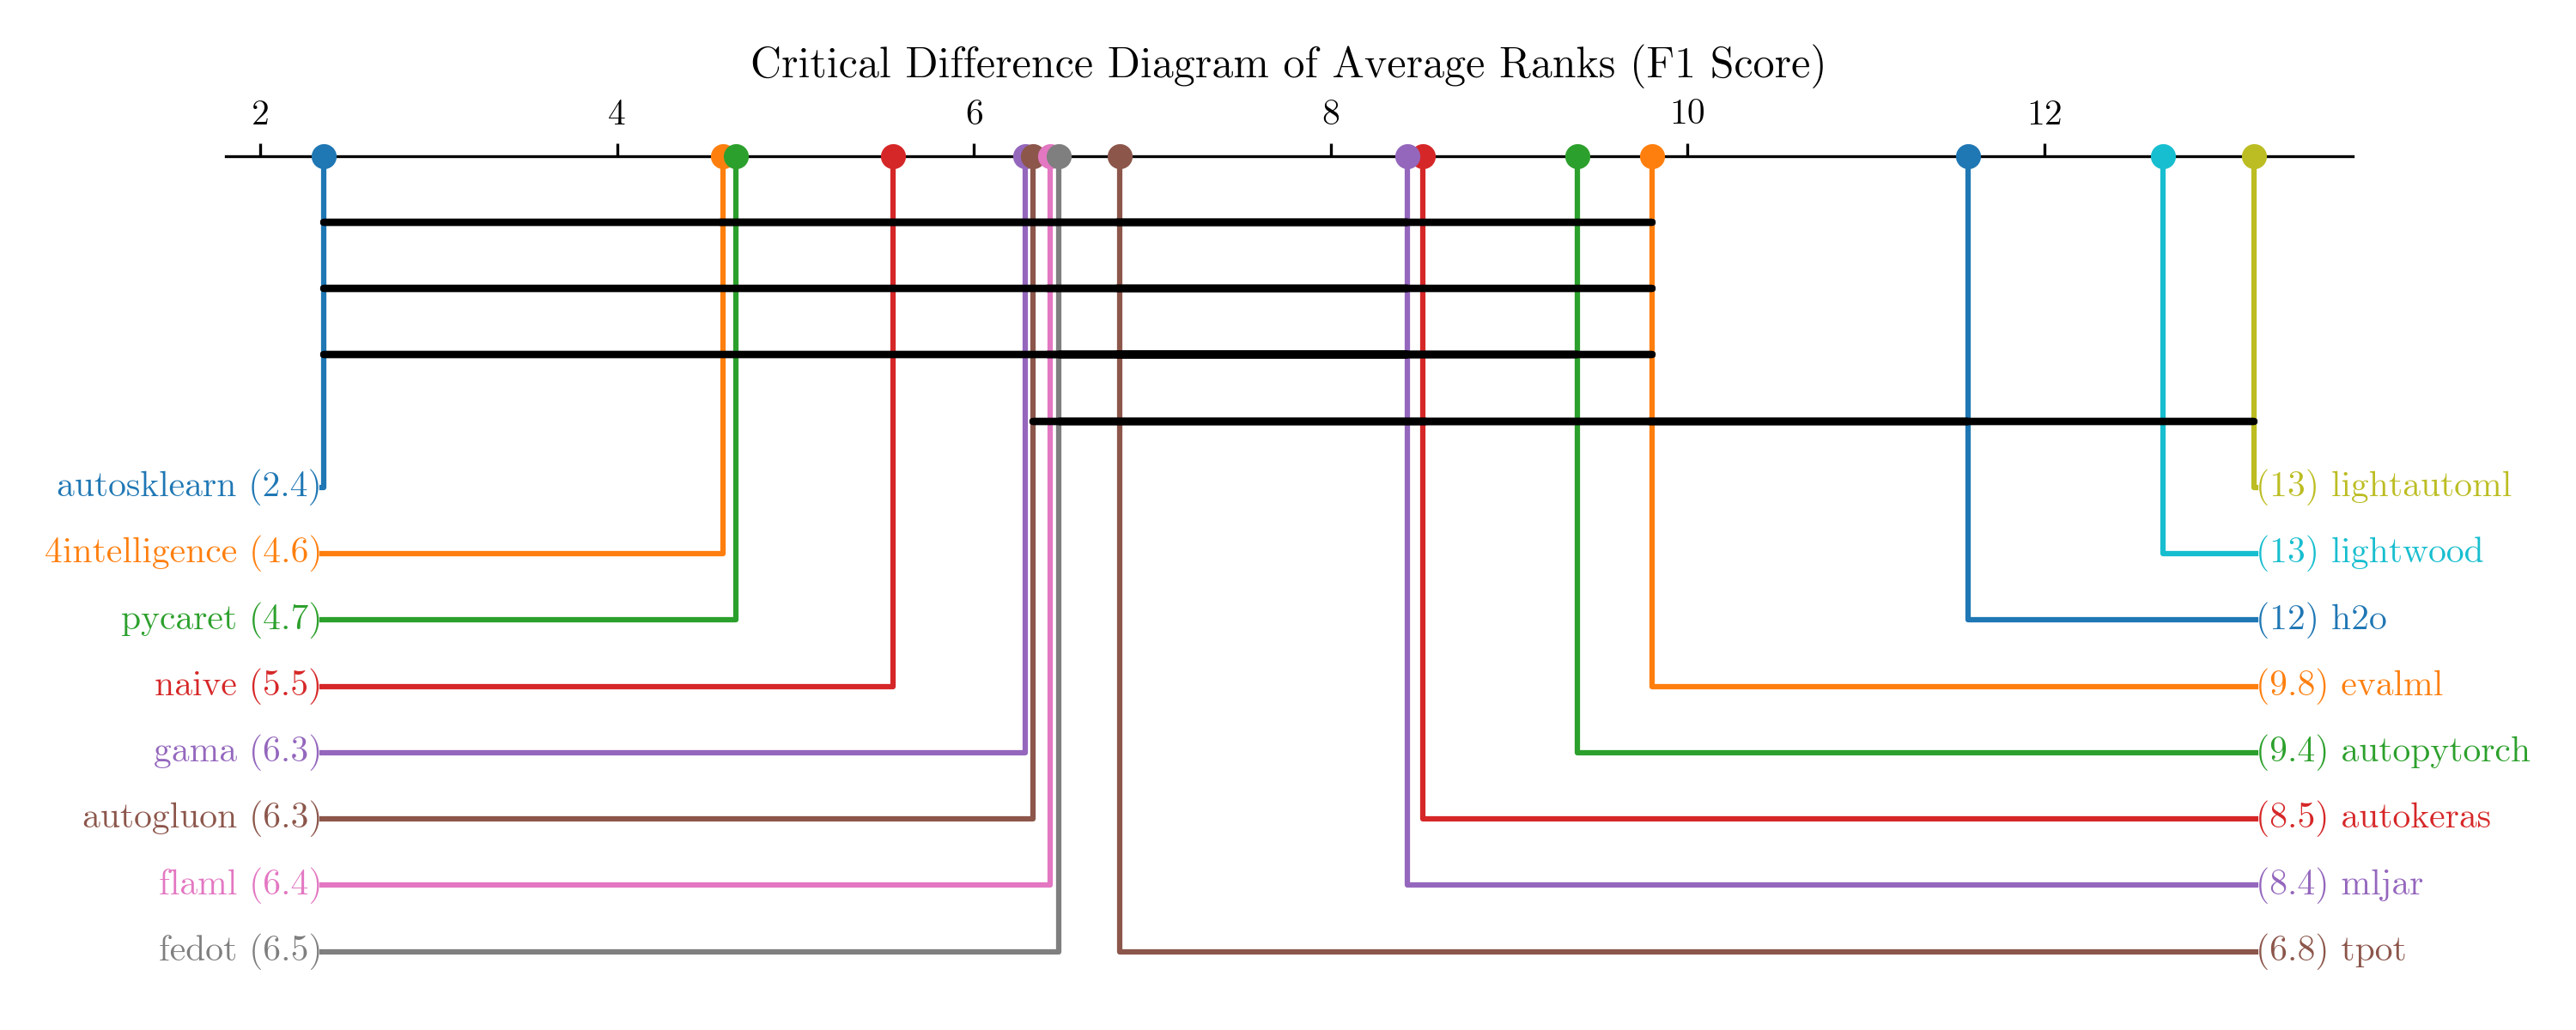 Critical Difference Diagram of Average Ranks (F1 Score)
2 4 6 8 10 12
autosklearn (2.4)
4intelligence (4.6)
pycaret (4.7)
naive (5.5)
gama (6.3)
autogluon (6.3)
flaml (6.4)
fedot (6.5)
(13) lightautoml
(13) lightwood
(12) h2o
(9.8) evalml
(9.4) autopytorch
(8.5) autokeras
(8.4) mljar
(6.8) tpot